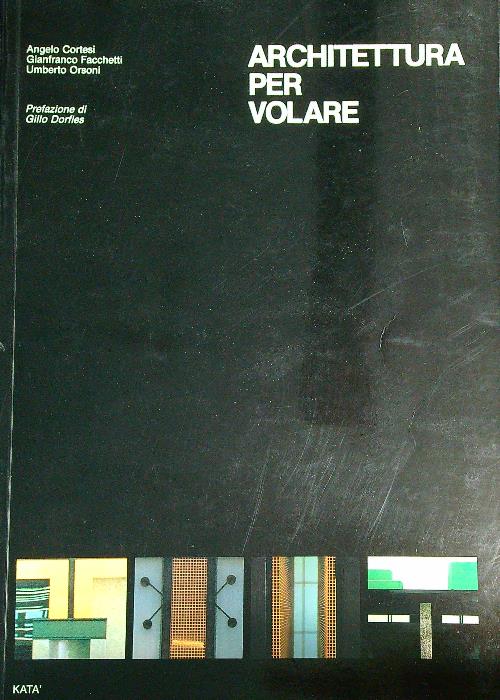 Angelo Cortesi
Gianfranco Facchetti
Umberto Orsoni
Prefazione di
Gillo Dorfles
ARCHITETTURA
PER
VOLARE
KATA'